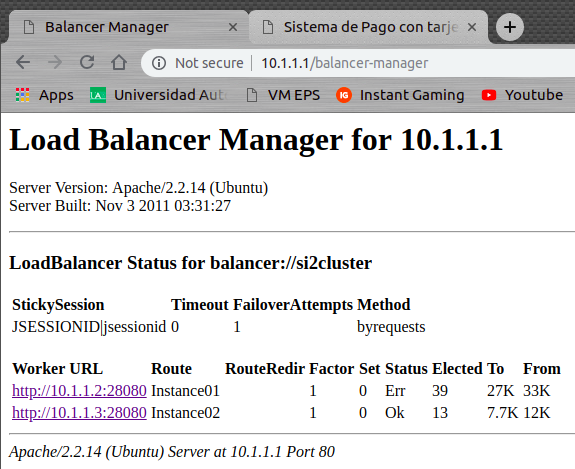 Balancer Manager
Sistema de Pago con tarje
Not secure | 10.1.1.1/balancer-manager
Apps Universidad Aut VM EPS Instant Gaming Youtube
Load Balancer Manager for 10.1.1.1
Server Version: Apache/2.2.14 (Ubuntu)
Server Built: Nov 3 2011 03:31:27
LoadBalancer Status for balancer://si2cluster
StickySession Timeout FailoverAttempts Method
JSESSIONID|jsessionid 0 1 byrequests
Worker URL Route RouteRedir Factor Set Status Elected To From
http://10.1.1.2:28080 Instance01 1 0 Err 39 27K 33K
http://10.1.1.3:28080 Instance02 1 0 Ok 13 7.7K 12K
Apache/2.2.14 (Ubuntu) Server at 10.1.1.1 Port 80